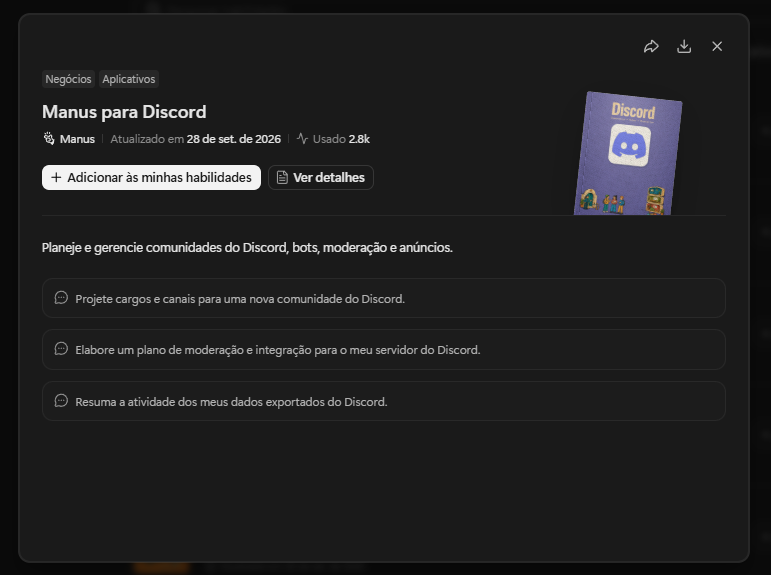 Negócios Aplicativos
Manus para Discord
Manus Atualizado em 28 de set. de 2026 Usado 2.8k
Adicionar às minhas habilidades Ver detalhes
Discord
Planeje e gerencie comunidades do Discord, bots, moderação e anúncios.
Projete cargos e canais para uma nova comunidade do Discord.
Elabore um plano de moderação e integração para o meu servidor do Discord.
Resuma a atividade dos meus dados exportados do Discord.